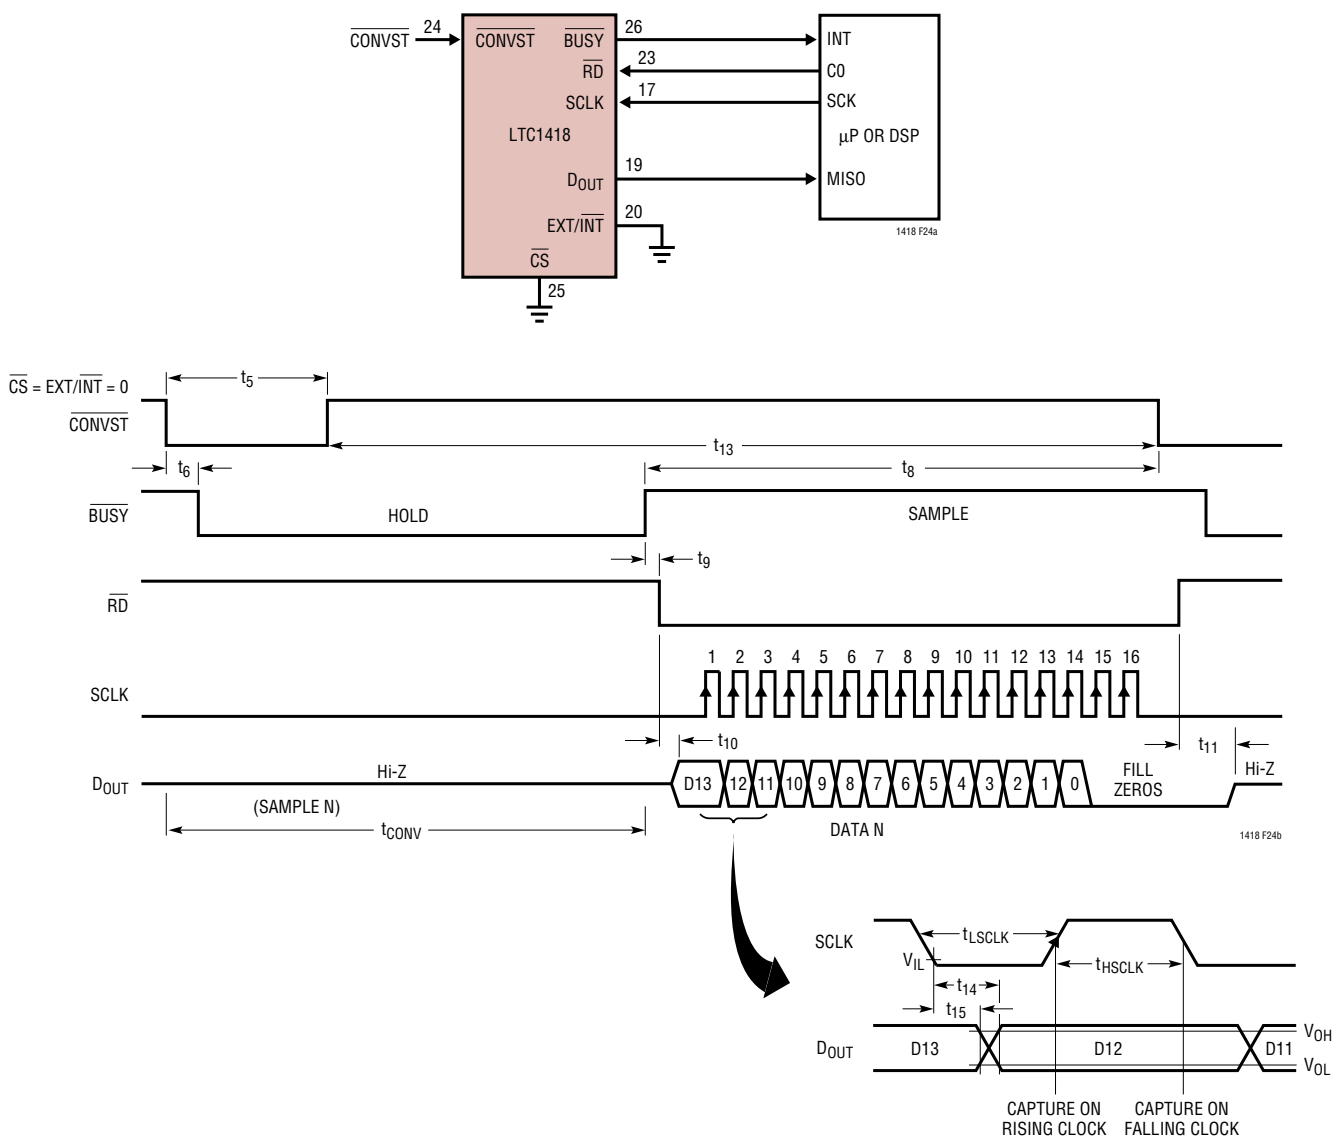 CONVST 24 CONVST BUSY 26 INT
RD 23 C0
SCLK 17 SCK
LTC1418 µP OR DSP
DOUT 19 MISO
EXT/INT 20
1418 F24a
CS
25
CS = EXT/INT = 0 t5
CONVST
t13
t6 t8
BUSY HOLD SAMPLE
t9
RD
1 2 3 4 5 6 7 8 9 10 11 12 13 14 15 16
SCLK
t10 t11
DOUT Hi-Z D13 12 11 10 9 8 7 6 5 4 3 2 1 0 FILL ZEROS Hi-Z
(SAMPLE N)
tCONV DATA N
1418 F24b
SCLK tLSCLK
VIL tHSCLK
t14
t15
VOH
DOUT D13 D12 D11
VOL
CAPTURE ON RISING CLOCK
CAPTURE ON FALLING CLOCK